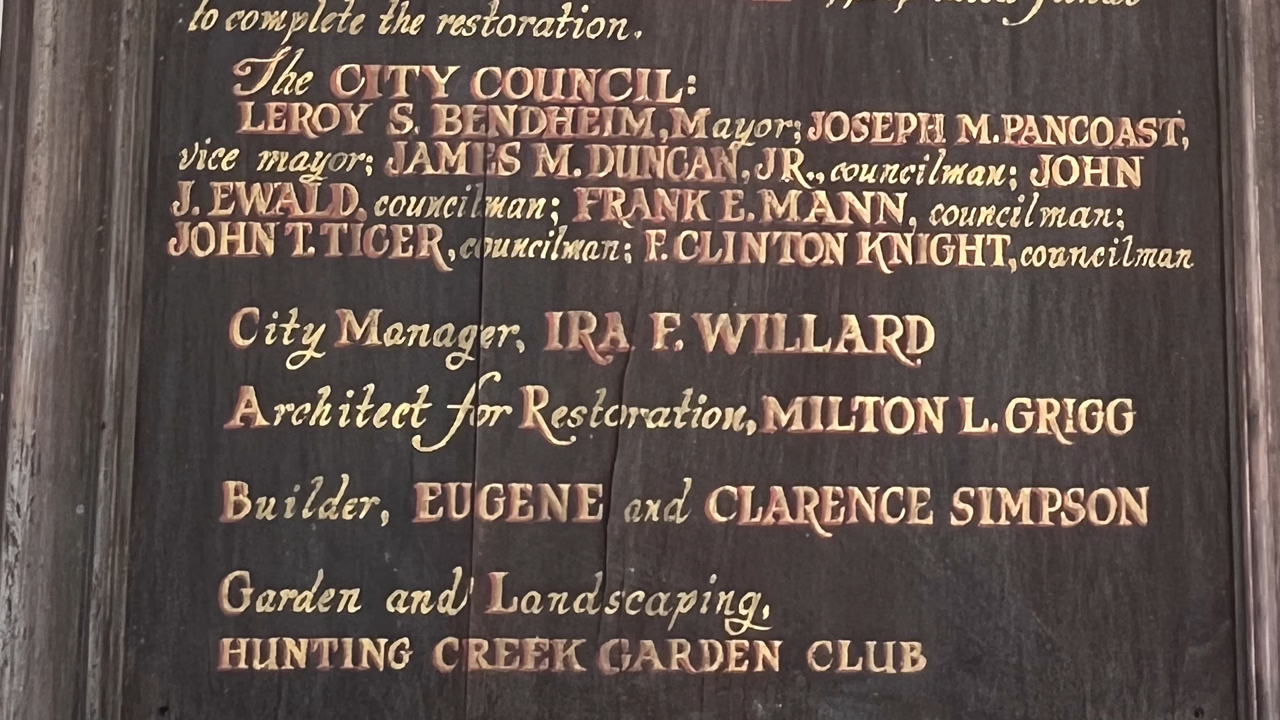 to complete the restoration.
The CITY COUNCIL:
LEROY S. BENDHEIM, Mayor; JOSEPH M. PANCOAST,
vice mayor; JAMES M. DUNCAN, JR., councilman; JOHN
J. EWALD, councilman; FRANK E. MANN, councilman;
JOHN T. TICER, councilman; F. CLINTON KNIGHT, councilman
City Manager, IRA F. WILLARD
Architect for Restoration, MILTON L. GRIGG
Builder, EUGENE and CLARENCE SIMPSON
Garden and Landscaping,
HUNTING CREEK GARDEN CLUB